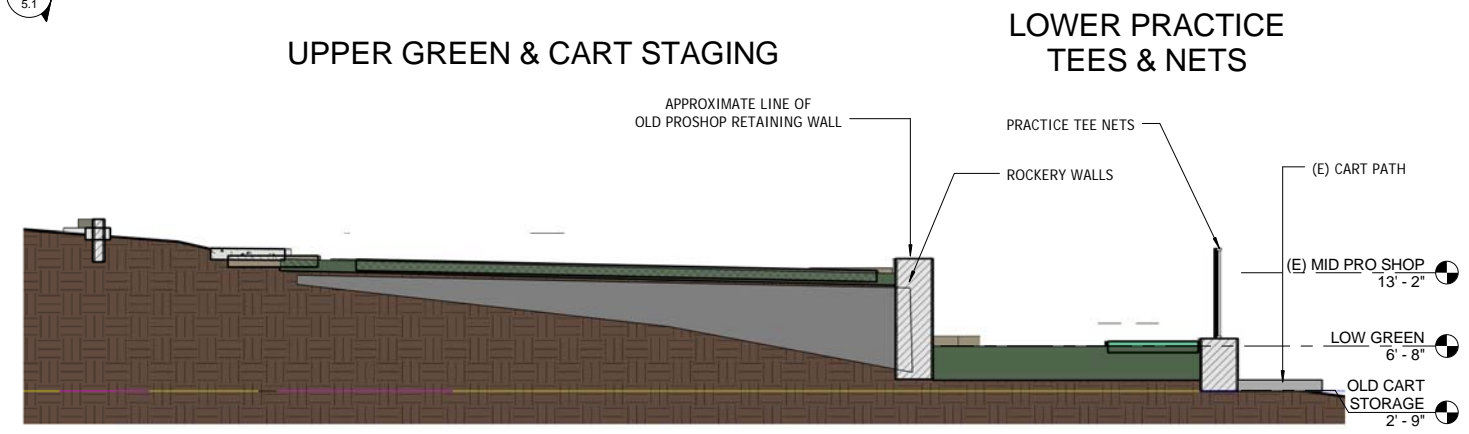 5.1
UPPER GREEN & CART STAGING
LOWER PRACTICE
TEES & NETS
APPROXIMATE LINE OF
OLD PROSHOP RETAINING WALL
PRACTICE TEE NETS
ROCKERY WALLS
(E) CART PATH
(E) MID PRO SHOP
13' - 2"
LOW GREEN
6' - 8"
OLD CART
STORAGE
2' - 9"